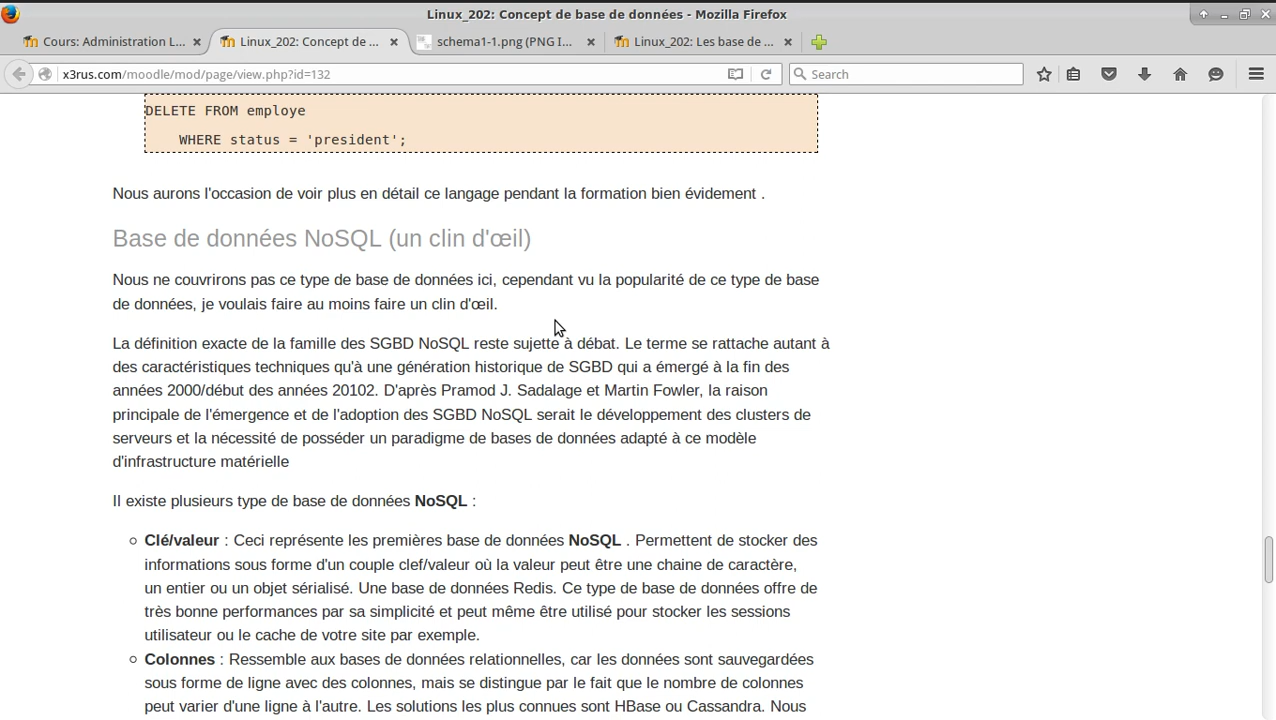 Linux_202: Concept de base de données - Mozilla Firefox
Cours: Administration L... Linux_202: Concept de ... schema1-1.png (PNG I... Linux_202: Les base de ...
x3rus.com/moodle/mod/page/view.php?id=132 Search
DELETE FROM employe
WHERE status = 'president';
Nous aurons l'occasion de voir plus en détail ce langage pendant la formation bien évidement .
Base de données NoSQL (un clin d'œil)
Nous ne couvrirons pas ce type de base de données ici, cependant vu la popularité de ce type de base
de données, je voulais faire au moins faire un clin d'œil.
La définition exacte de la famille des SGBD NoSQL reste sujette à débat. Le terme se rattache autant à
des caractéristiques techniques qu'à une génération historique de SGBD qui a émergé à la fin des
années 2000/début des années 20102. D'après Pramod J. Sadalage et Martin Fowler, la raison
principale de l'émergence et de l'adoption des SGBD NoSQL serait le développement des clusters de
serveurs et la nécessité de posséder un paradigme de bases de données adapté à ce modèle
d'infrastructure matérielle
Il existe plusieurs type de base de données NoSQL :
Clé/valeur : Ceci représente les premières base de données NoSQL . Permettent de stocker des
informations sous forme d'un couple clef/valeur où la valeur peut être une chaine de caractère,
un entier ou un objet sérialisé. Une base de données Redis. Ce type de base de données offre de
très bonne performances par sa simplicité et peut même être utilisé pour stocker les sessions
utilisateur ou le cache de votre site par exemple.
Colonnes : Ressemble aux bases de données relationnelles, car les données sont sauvegardées
sous forme de ligne avec des colonnes, mais se distingue par le fait que le nombre de colonnes
peut varier d'une ligne à l'autre. Les solutions les plus connues sont HBase ou Cassandra. Nous